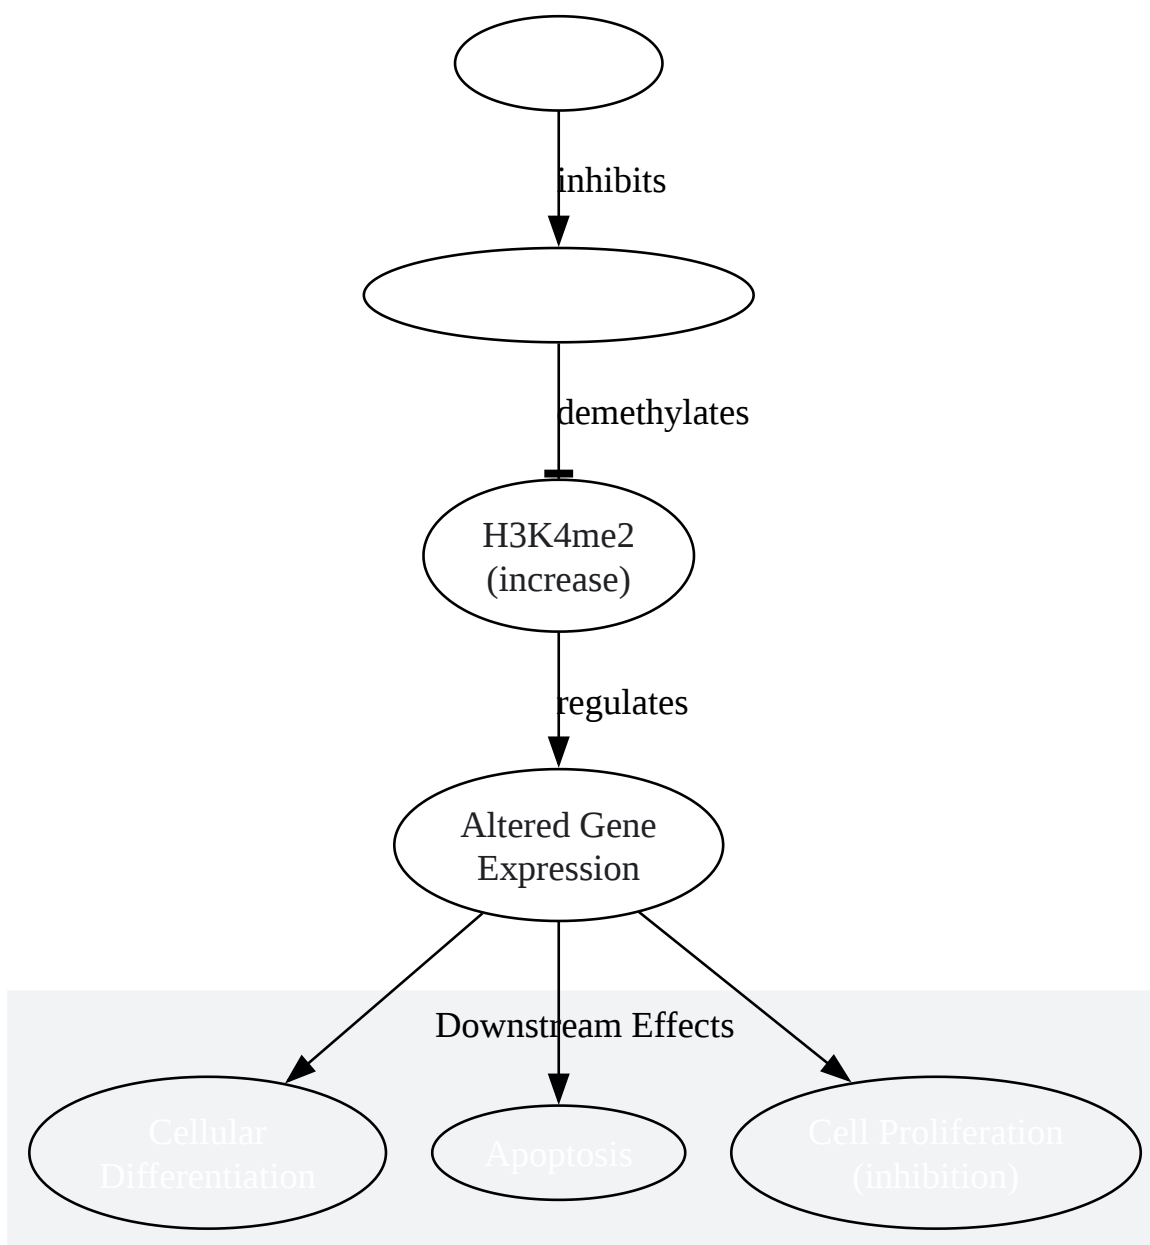 inhibits
demethylates
H3K4me2
(increase)
regulates
Altered Gene
Expression
Downstream Effects
Cellular
Differentiation
Apoptosis
Cell Proliferation
(inhibition)